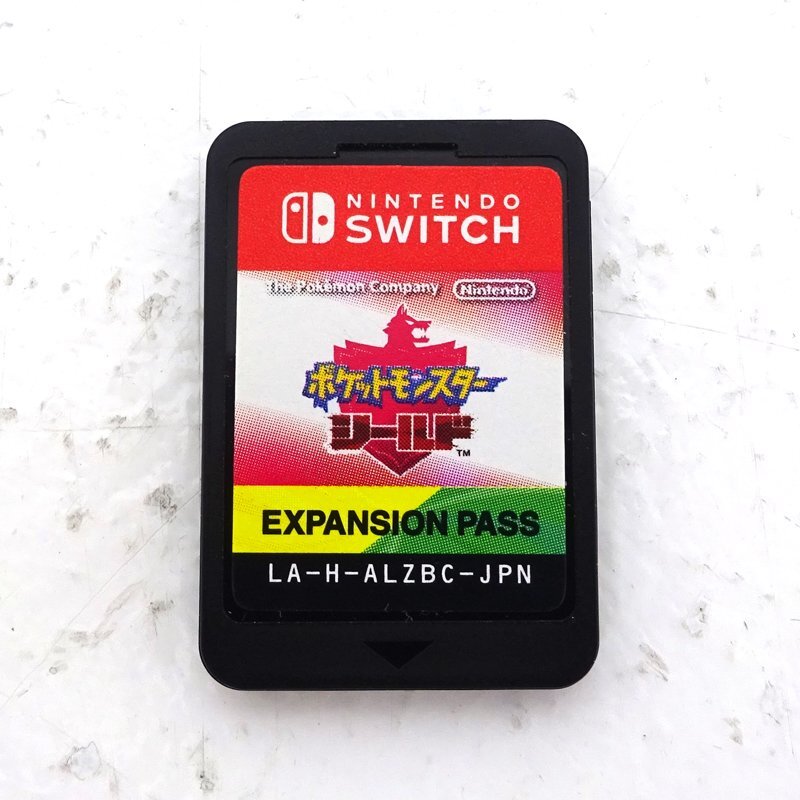 NINTENDO
SWITCH
The Pokémon Company Nintendo
ポケットモンスター
シールド
TM
EXPANSION PASS
LA-H-ALZBC-JPN